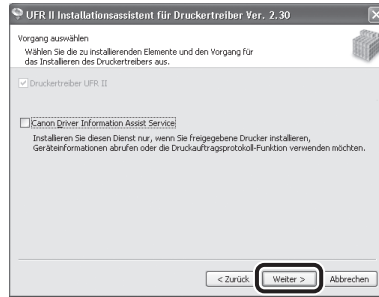 UFR II Installationsassistent für Druckertreiber Ver. 2.30
Vorgang auswählen
Wählen Sie die zu installierenden Elemente und den Vorgang für
das Installieren des Druckertreibers aus.
Druckertreiber UFR II
Canon Driver Information Assist Service
Installieren Sie diesen Dienst nur, wenn Sie freigegebene Drucker installieren,
Geräteinformationen abrufen oder die Druckauftragsprotokoll-Funktion verwenden möchten.
< Zurück Weiter > Abbrechen